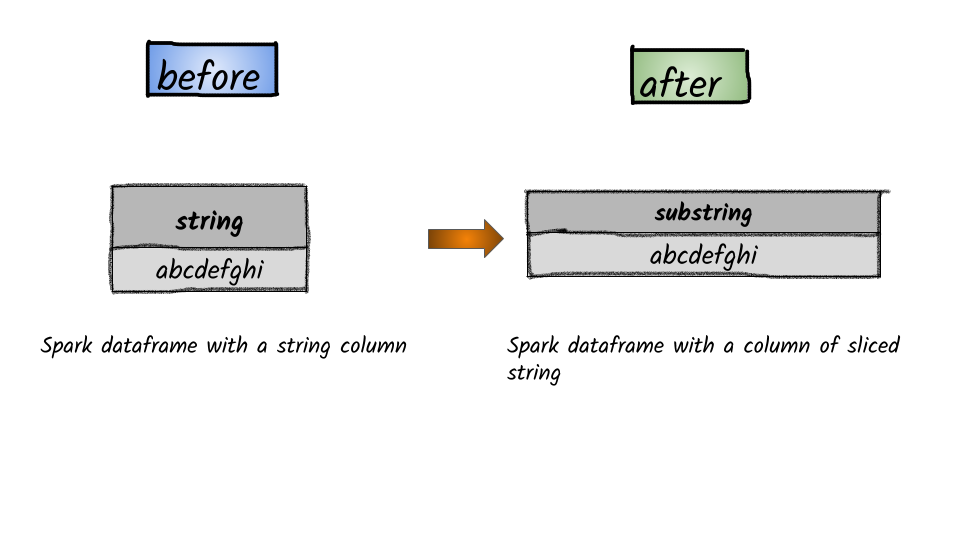 before
after
string
abcdefghi
substring
abcdefghi
Spark dataframe with a string column
Spark dataframe with a column of sliced
string